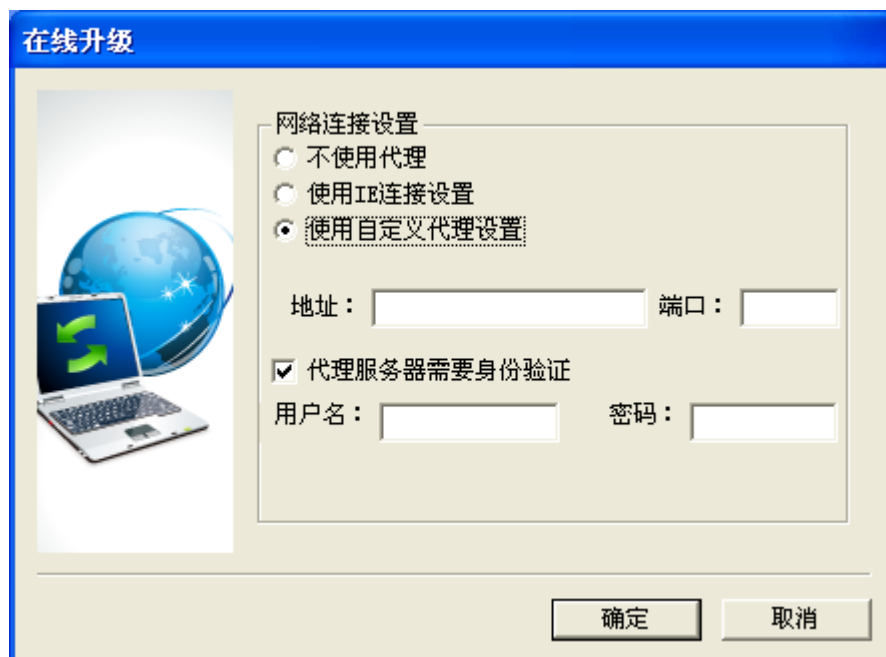 在线升级
网络连接设置
不使用代理
使用IE连接设置
使用自定义代理设置
地址： 端口：
代理服务器需要身份验证
用户名： 密码：
确定 取消